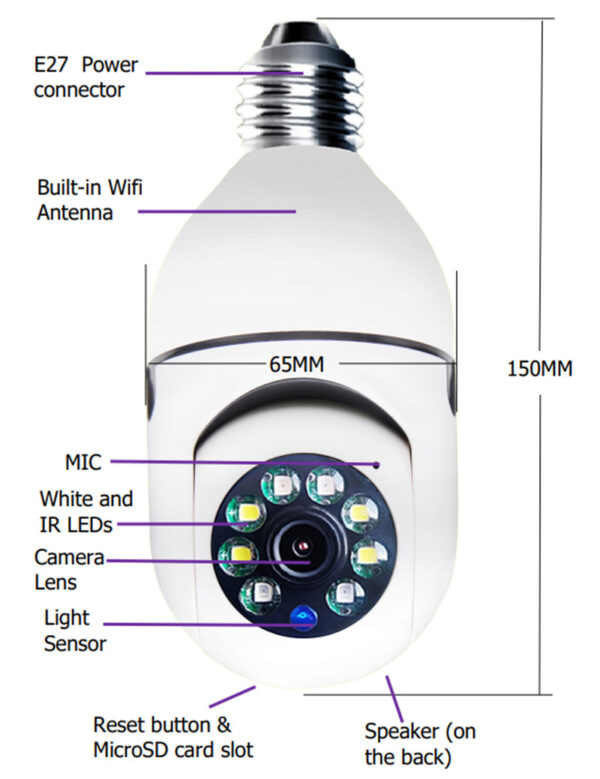 E27 Power
connector
Built-in Wifi
Antenna
65MM
150MM
MIC
White and
IR LEDs
Camera
Lens
Light
Sensor
Reset button &
MicroSD card slot
Speaker (on
the back)